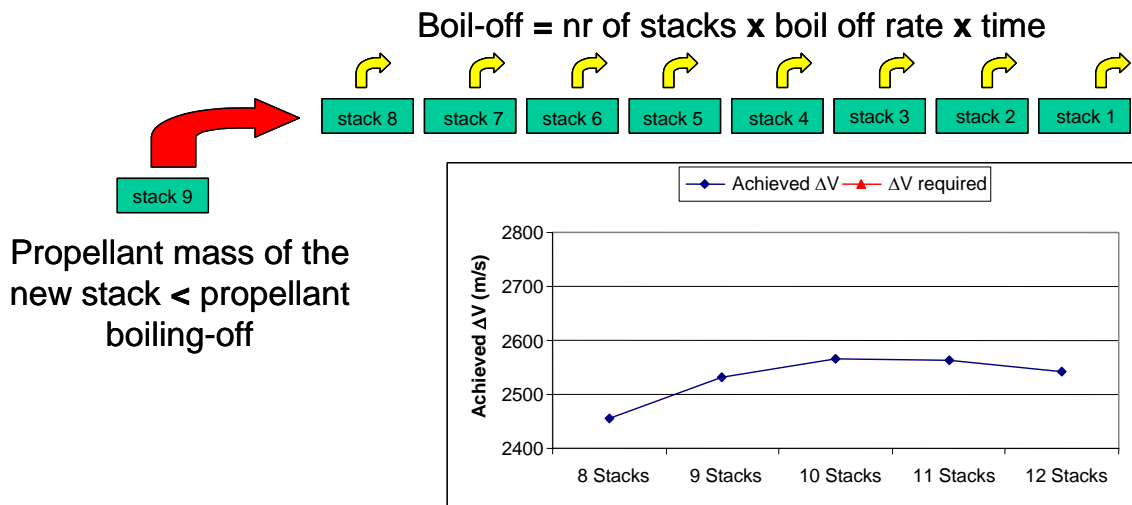 Boil-off = nr of stacks x boil off rate x time
stack 8
stack 7
stack 6
stack 5
stack 4
stack 3
stack 2
stack 1
stack 9
Propellant mass of the
new stack < propellant
boiling-off
Achieved ΔV
ΔV required
Achieved ΔV (m/s)
2800
2700
2600
2500
2400
8 Stacks
9 Stacks
10 Stacks
11 Stacks
12 Stacks